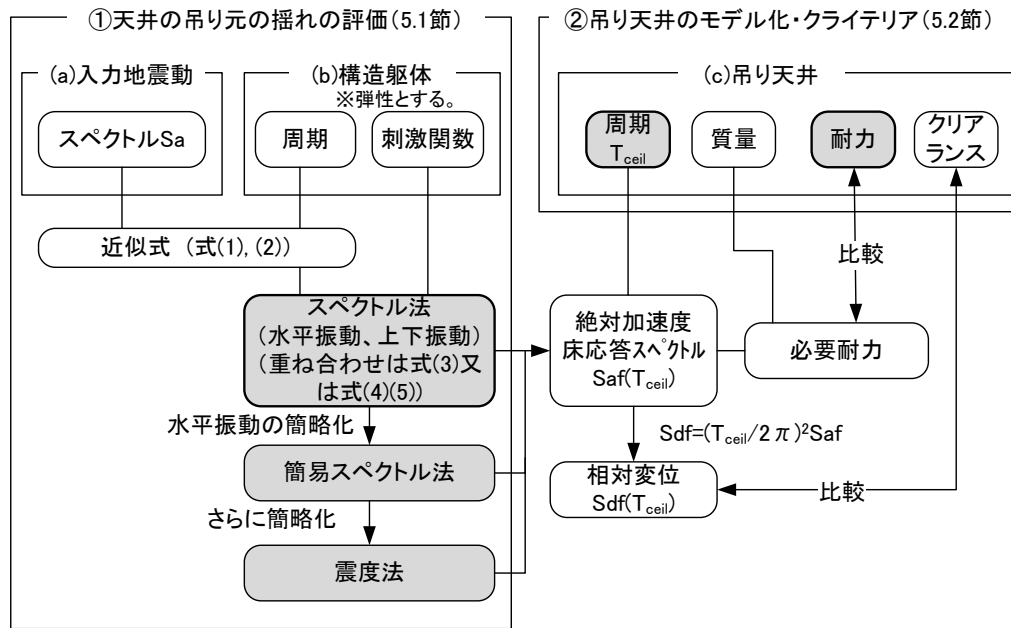 ①天井の吊り元の揺れの評価(5.1節)
②吊り天井のモデル化・クライテリア(5.2節)
(a)入力地震動
(b)構造躯体
※弾性とする。
(c)吊り天井
スペクトルSa
周期
刺激関数
周期
Tceil
質量
耐力
クリア
ランス
近似式 (式(1),(2))
比較
スペクトル法
(水平振動、上下振動)
(重ね合わせは式(3)又
は式(4)(5))
絶対加速度
床応答スペクトル
Saf(Tceil)
必要耐力
水平振動の簡略化
Sdf=(Tceil/2π)²Saf
簡易スペクトル法
相対変位
Sdf(Tceil)
比較
さらに簡略化
震度法